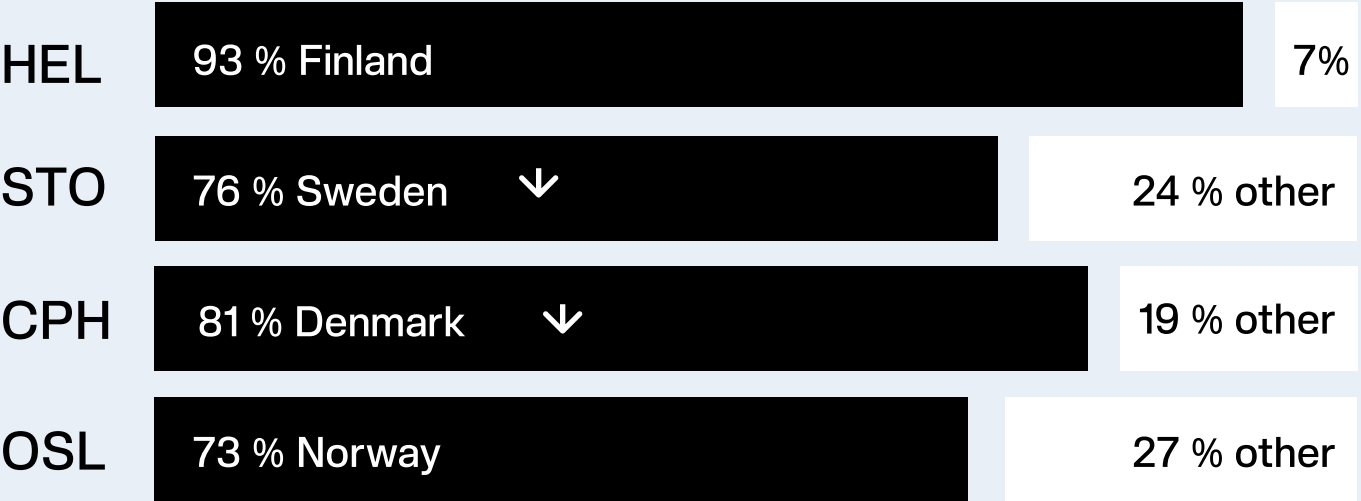 HEL 93 % Finland 7%
STO 76 % Sweden ↓ 24 % other
CPH 81 % Denmark ↓ 19 % other
OSL 73 % Norway 27 % other